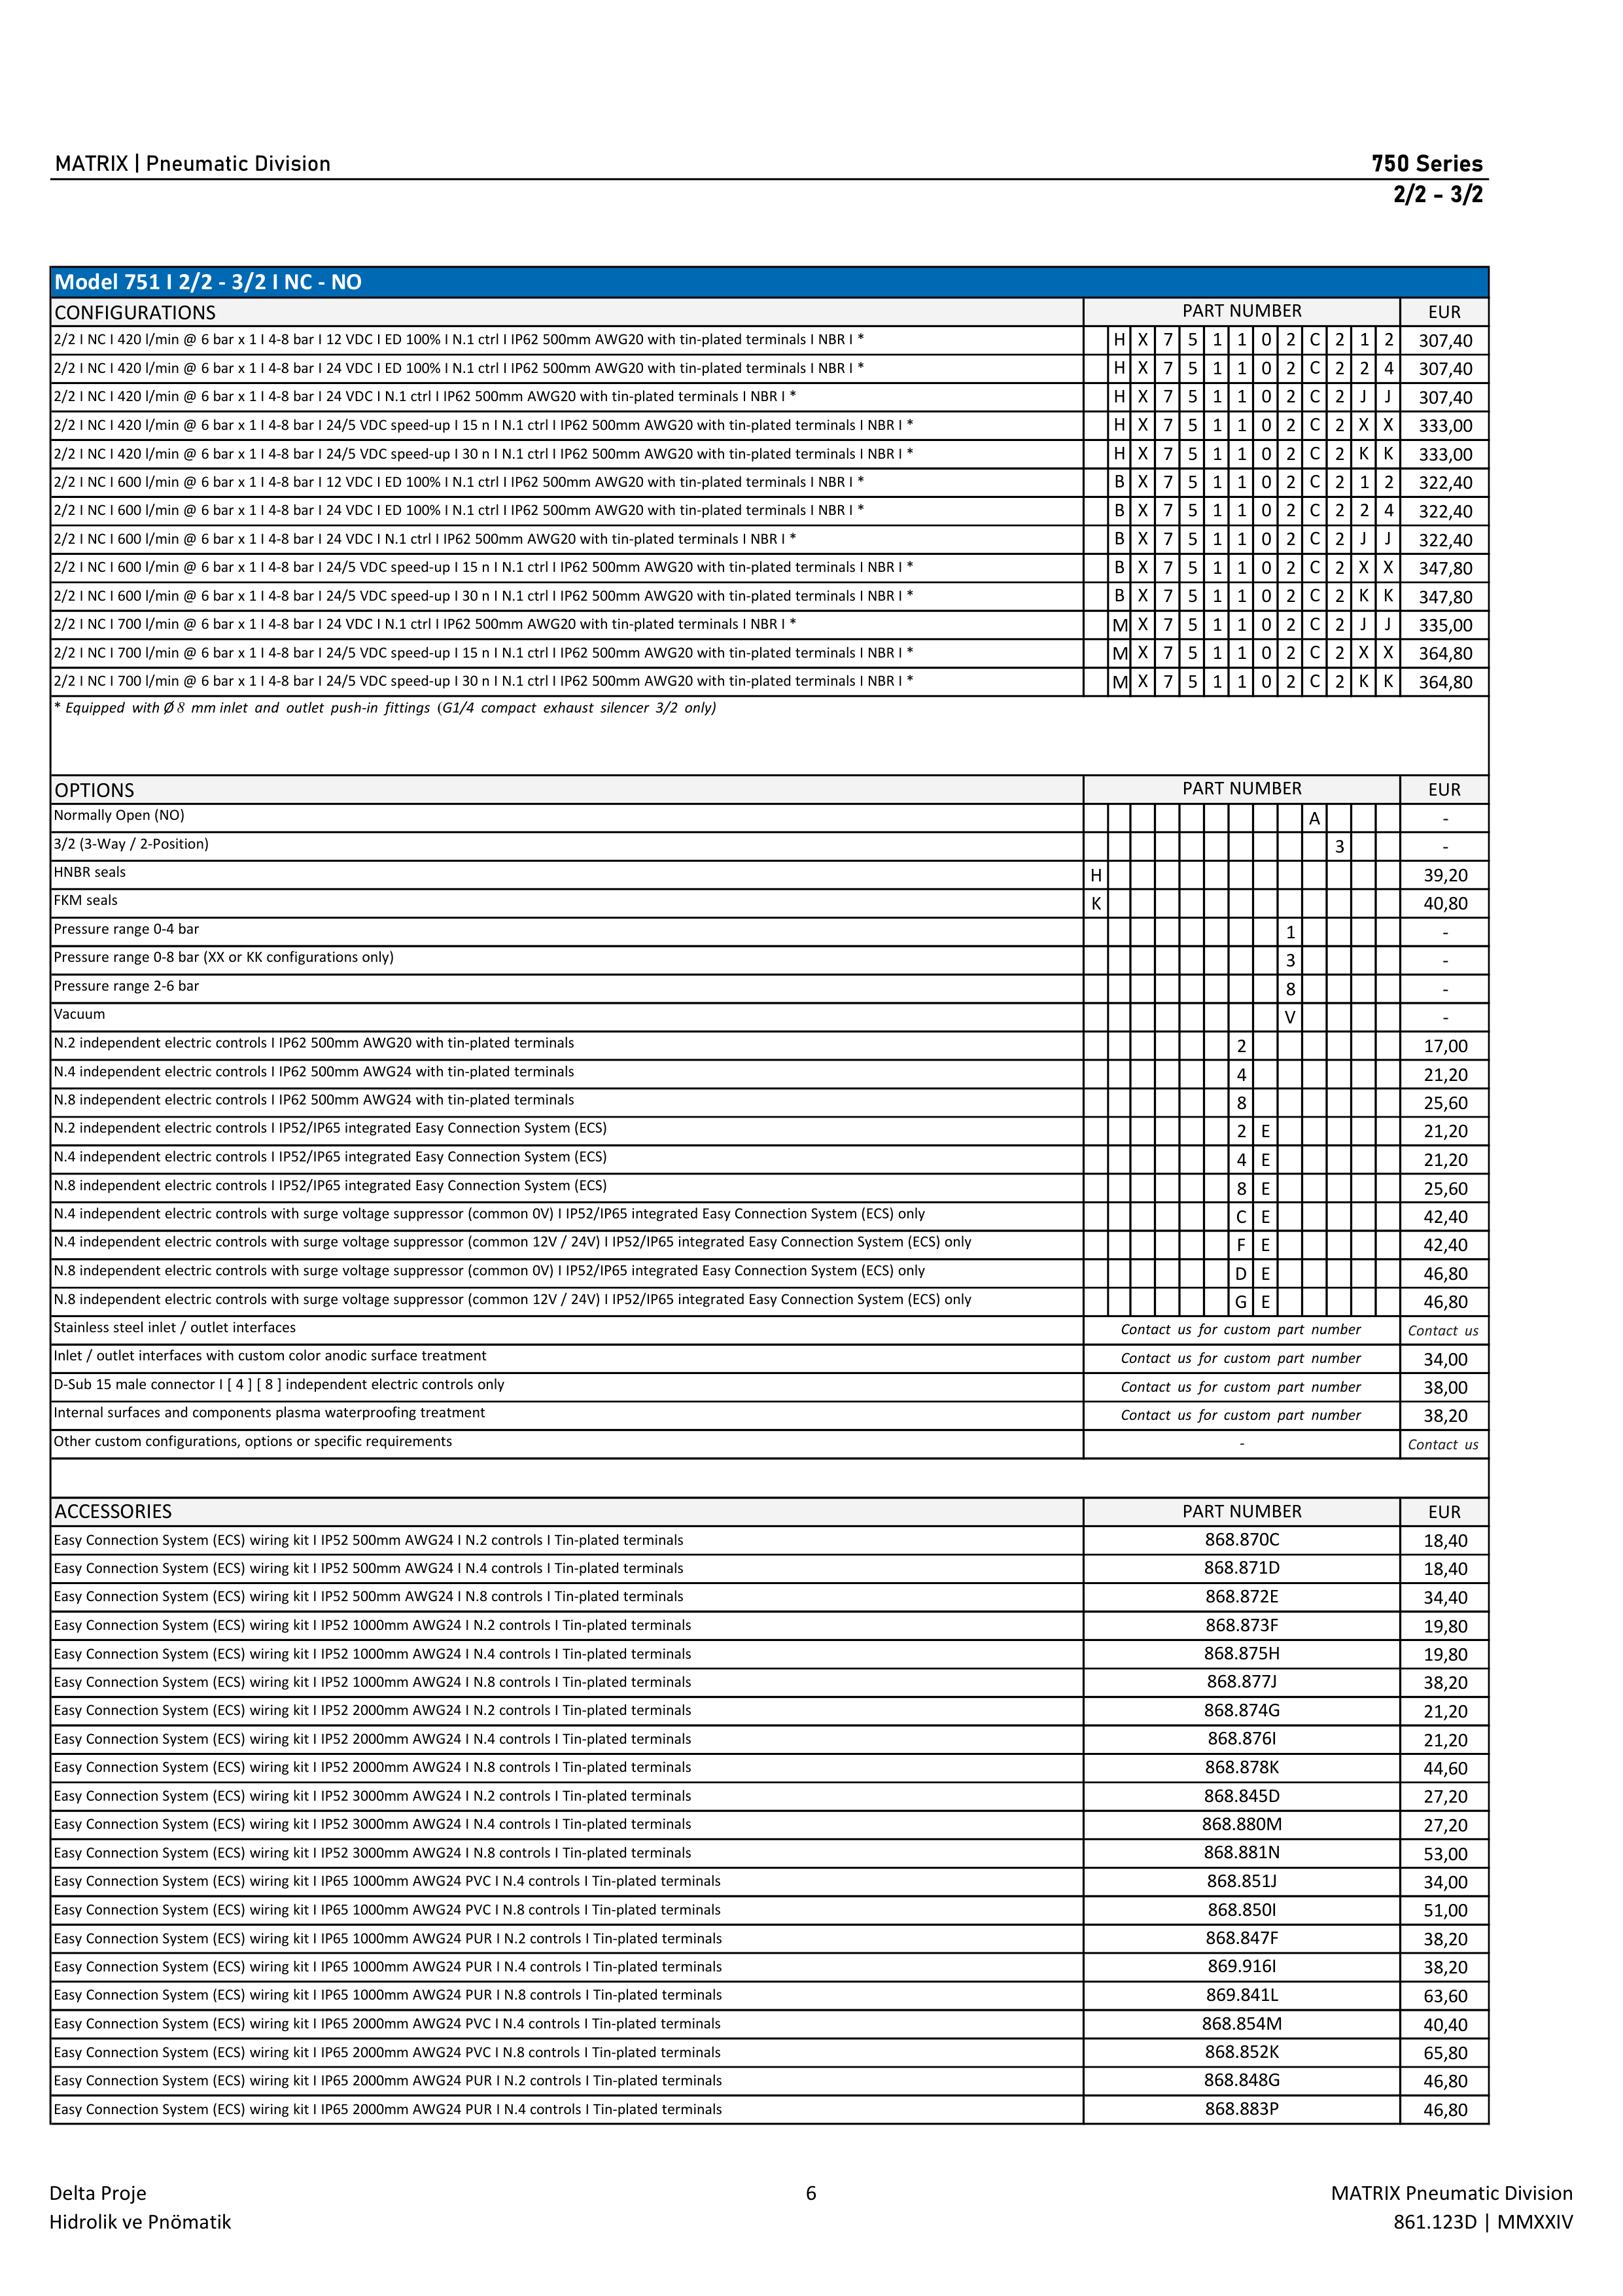 MATRIX | Pneumatic Division 750 Series
2/2 – 3/2
Model 751 I 2/2 - 3/2 I NC - NO
CONFIGURATIONS PART NUMBER EUR
2/2 I NC I 420 l/min @ 6 bar x 1 I 4-8 bar I 12 VDC I ED 100% I N.1 ctrl I IP62 500mm AWG20 with tin-plated terminals I NBR I * H X 7 5 1 1 0 2 C 2 1 2 307,40
2/2 I NC I 420 l/min @ 6 bar x 1 I 4-8 bar I 24 VDC I ED 100% I N.1 ctrl I IP62 500mm AWG20 with tin-plated terminals I NBR I * H X 7 5 1 1 0 2 C 2 2 4 307,40
2/2 I NC I 420 l/min @ 6 bar x 1 I 4-8 bar I 24 VDC I N.1 ctrl I IP62 500mm AWG20 with tin-plated terminals I NBR I * H X 7 5 1 1 0 2 C 2 J J 307,40
2/2 I NC I 420 l/min @ 6 bar x 1 I 4-8 bar I 24/5 VDC speed-up I 15 n I N.1 ctrl I IP62 500mm AWG20 with tin-plated terminals I NBR I * H X 7 5 1 1 0 2 C 2 X X 333,00
2/2 I NC I 420 l/min @ 6 bar x 1 I 4-8 bar I 24/5 VDC speed-up I 30 n I N.1 ctrl I IP62 500mm AWG20 with tin-plated terminals I NBR I * H X 7 5 1 1 0 2 C 2 K K 333,00
2/2 I NC I 600 l/min @ 6 bar x 1 I 4-8 bar I 12 VDC I ED 100% I N.1 ctrl I IP62 500mm AWG20 with tin-plated terminals I NBR I * B X 7 5 1 1 0 2 C 2 1 2 322,40
2/2 I NC I 600 l/min @ 6 bar x 1 I 4-8 bar I 24 VDC I ED 100% I N.1 ctrl I IP62 500mm AWG20 with tin-plated terminals I NBR I * B X 7 5 1 1 0 2 C 2 2 4 322,40
2/2 I NC I 600 l/min @ 6 bar x 1 I 4-8 bar I 24 VDC I N.1 ctrl I IP62 500mm AWG20 with tin-plated terminals I NBR I * B X 7 5 1 1 0 2 C 2 J J 322,40
2/2 I NC I 600 l/min @ 6 bar x 1 I 4-8 bar I 24/5 VDC speed-up I 15 n I N.1 ctrl I IP62 500mm AWG20 with tin-plated terminals I NBR I * B X 7 5 1 1 0 2 C 2 X X 347,80
2/2 I NC I 600 l/min @ 6 bar x 1 I 4-8 bar I 24/5 VDC speed-up I 30 n I N.1 ctrl I IP62 500mm AWG20 with tin-plated terminals I NBR I * B X 7 5 1 1 0 2 C 2 K K 347,80
2/2 I NC I 700 l/min @ 6 bar x 1 I 4-8 bar I 24 VDC I N.1 ctrl I IP62 500mm AWG20 with tin-plated terminals I NBR I * M X 7 5 1 1 0 2 C 2 J J 335,00
2/2 I NC I 700 l/min @ 6 bar x 1 I 4-8 bar I 24/5 VDC speed-up I 15 n I N.1 ctrl I IP62 500mm AWG20 with tin-plated terminals I NBR I * M X 7 5 1 1 0 2 C 2 X X 364,80
2/2 I NC I 700 l/min @ 6 bar x 1 I 4-8 bar I 24/5 VDC speed-up I 30 n I N.1 ctrl I IP62 500mm AWG20 with tin-plated terminals I NBR I * M X 7 5 1 1 0 2 C 2 K K 364,80
* Equipped with Ø 8 mm inlet and outlet push-in fittings (G1/4 compact exhaust silencer 3/2 only)
OPTIONS PART NUMBER EUR
Normally Open (NO) A -
3/2 (3-Way / 2-Position) 3 -
HNBR seals H 39,20
FKM seals K 40,80
Pressure range 0-4 bar 1 -
Pressure range 0-8 bar (XX or KK configurations only) 3 -
Pressure range 2-6 bar 8 -
Vacuum V -
N.2 independent electric controls I IP62 500mm AWG20 with tin-plated terminals 2 17,00
N.4 independent electric controls I IP62 500mm AWG24 with tin-plated terminals 4 21,20
N.8 independent electric controls I IP62 500mm AWG24 with tin-plated terminals 8 25,60
N.2 independent electric controls I IP52/IP65 integrated Easy Connection System (ECS) 2 E 21,20
N.4 independent electric controls I IP52/IP65 integrated Easy Connection System (ECS) 4 E 21,20
N.8 independent electric controls I IP52/IP65 integrated Easy Connection System (ECS) 8 E 25,60
N.4 independent electric controls with surge voltage suppressor (common 0V) I IP52/IP65 integrated Easy Connection System (ECS) only C E 42,40
N.4 independent electric controls with surge voltage suppressor (common 12V / 24V) I IP52/IP65 integrated Easy Connection System (ECS) only F E 42,40
N.8 independent electric controls with surge voltage suppressor (common 0V) I IP52/IP65 integrated Easy Connection System (ECS) only D E 46,80
N.8 independent electric controls with surge voltage suppressor (common 12V / 24V) I IP52/IP65 integrated Easy Connection System (ECS) only G E 46,80
Stainless steel inlet / outlet interfaces Contact us for custom part number Contact us
Inlet / outlet interfaces with custom color anodic surface treatment Contact us for custom part number 34,00
D-Sub 15 male connector I [ 4 ] [ 8 ] independent electric controls only Contact us for custom part number 38,00
Internal surfaces and components plasma waterproofing treatment Contact us for custom part number 38,20
Other custom configurations, options or specific requirements - Contact us
ACCESSORIES PART NUMBER EUR
Easy Connection System (ECS) wiring kit I IP52 500mm AWG24 I N.2 controls I Tin-plated terminals 868.870C 18,40
Easy Connection System (ECS) wiring kit I IP52 500mm AWG24 I N.4 controls I Tin-plated terminals 868.871D 18,40
Easy Connection System (ECS) wiring kit I IP52 500mm AWG24 I N.8 controls I Tin-plated terminals 868.872E 34,40
Easy Connection System (ECS) wiring kit I IP52 1000mm AWG24 I N.2 controls I Tin-plated terminals 868.873F 19,80
Easy Connection System (ECS) wiring kit I IP52 1000mm AWG24 I N.4 controls I Tin-plated terminals 868.875H 19,80
Easy Connection System (ECS) wiring kit I IP52 1000mm AWG24 I N.8 controls I Tin-plated terminals 868.877J 38,20
Easy Connection System (ECS) wiring kit I IP52 2000mm AWG24 I N.2 controls I Tin-plated terminals 868.874G 21,20
Easy Connection System (ECS) wiring kit I IP52 2000mm AWG24 I N.4 controls I Tin-plated terminals 868.876I 21,20
Easy Connection System (ECS) wiring kit I IP52 2000mm AWG24 I N.8 controls I Tin-plated terminals 868.878K 44,60
Easy Connection System (ECS) wiring kit I IP52 3000mm AWG24 I N.2 controls I Tin-plated terminals 868.845D 27,20
Easy Connection System (ECS) wiring kit I IP52 3000mm AWG24 I N.4 controls I Tin-plated terminals 868.880M 27,20
Easy Connection System (ECS) wiring kit I IP52 3000mm AWG24 I N.8 controls I Tin-plated terminals 868.881N 53,00
Easy Connection System (ECS) wiring kit I IP65 1000mm AWG24 PVC I N.4 controls I Tin-plated terminals 868.851J 34,00
Easy Connection System (ECS) wiring kit I IP65 1000mm AWG24 PVC I N.8 controls I Tin-plated terminals 868.850I 51,00
Easy Connection System (ECS) wiring kit I IP65 1000mm AWG24 PUR I N.2 controls I Tin-plated terminals 868.847F 38,20
Easy Connection System (ECS) wiring kit I IP65 1000mm AWG24 PUR I N.4 controls I Tin-plated terminals 869.916I 38,20
Easy Connection System (ECS) wiring kit I IP65 1000mm AWG24 PUR I N.8 controls I Tin-plated terminals 869.841L 63,60
Easy Connection System (ECS) wiring kit I IP65 2000mm AWG24 PVC I N.4 controls I Tin-plated terminals 868.854M 40,40
Easy Connection System (ECS) wiring kit I IP65 2000mm AWG24 PVC I N.8 controls I Tin-plated terminals 868.852K 65,80
Easy Connection System (ECS) wiring kit I IP65 2000mm AWG24 PUR I N.2 controls I Tin-plated terminals 868.848G 46,80
Easy Connection System (ECS) wiring kit I IP65 2000mm AWG24 PUR I N.4 controls I Tin-plated terminals 868.883P 46,80
Delta Proje 6 MATRIX Pneumatic Division
Hidrolik ve Pnömatik 861.123D | MMXXIV